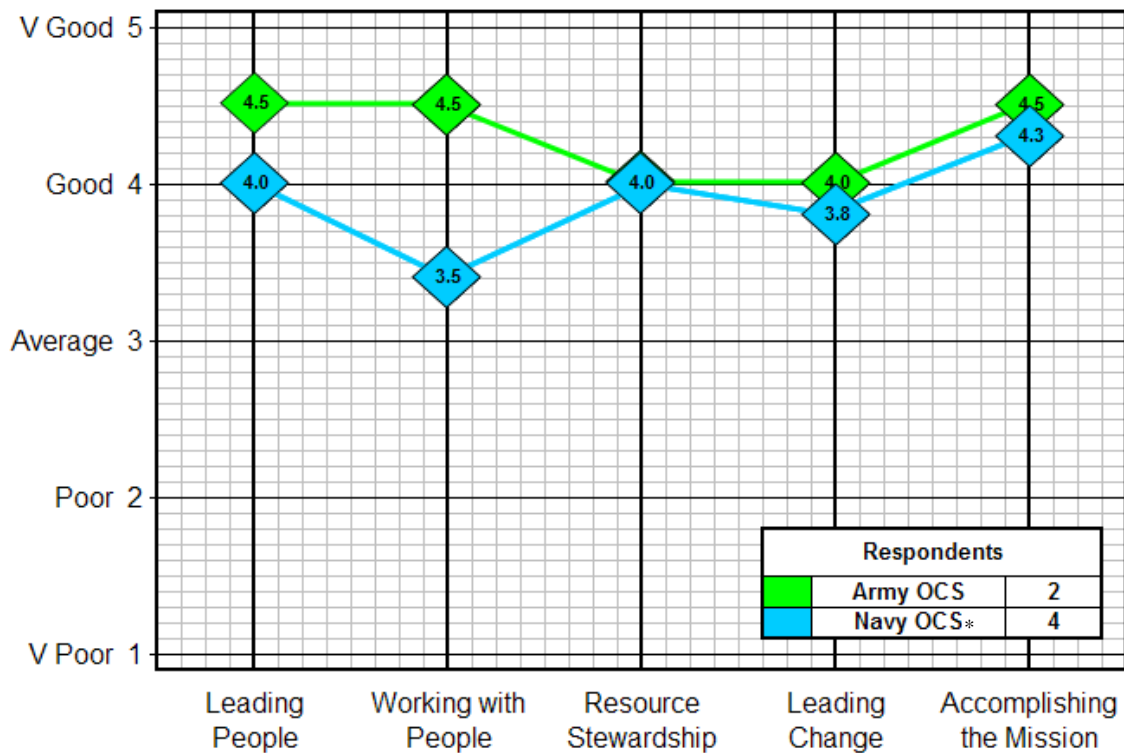 V Good 5
4.5
4.5
4.5
4.3
Good 4
4.0
4.0
4.0
3.8
3.5
Average 3
Poor 2
Respondents
Army OCS 2
Navy OCS* 4
V Poor 1
Leading People
Working with People
Resource Stewardship
Leading Change
Accomplishing the Mission